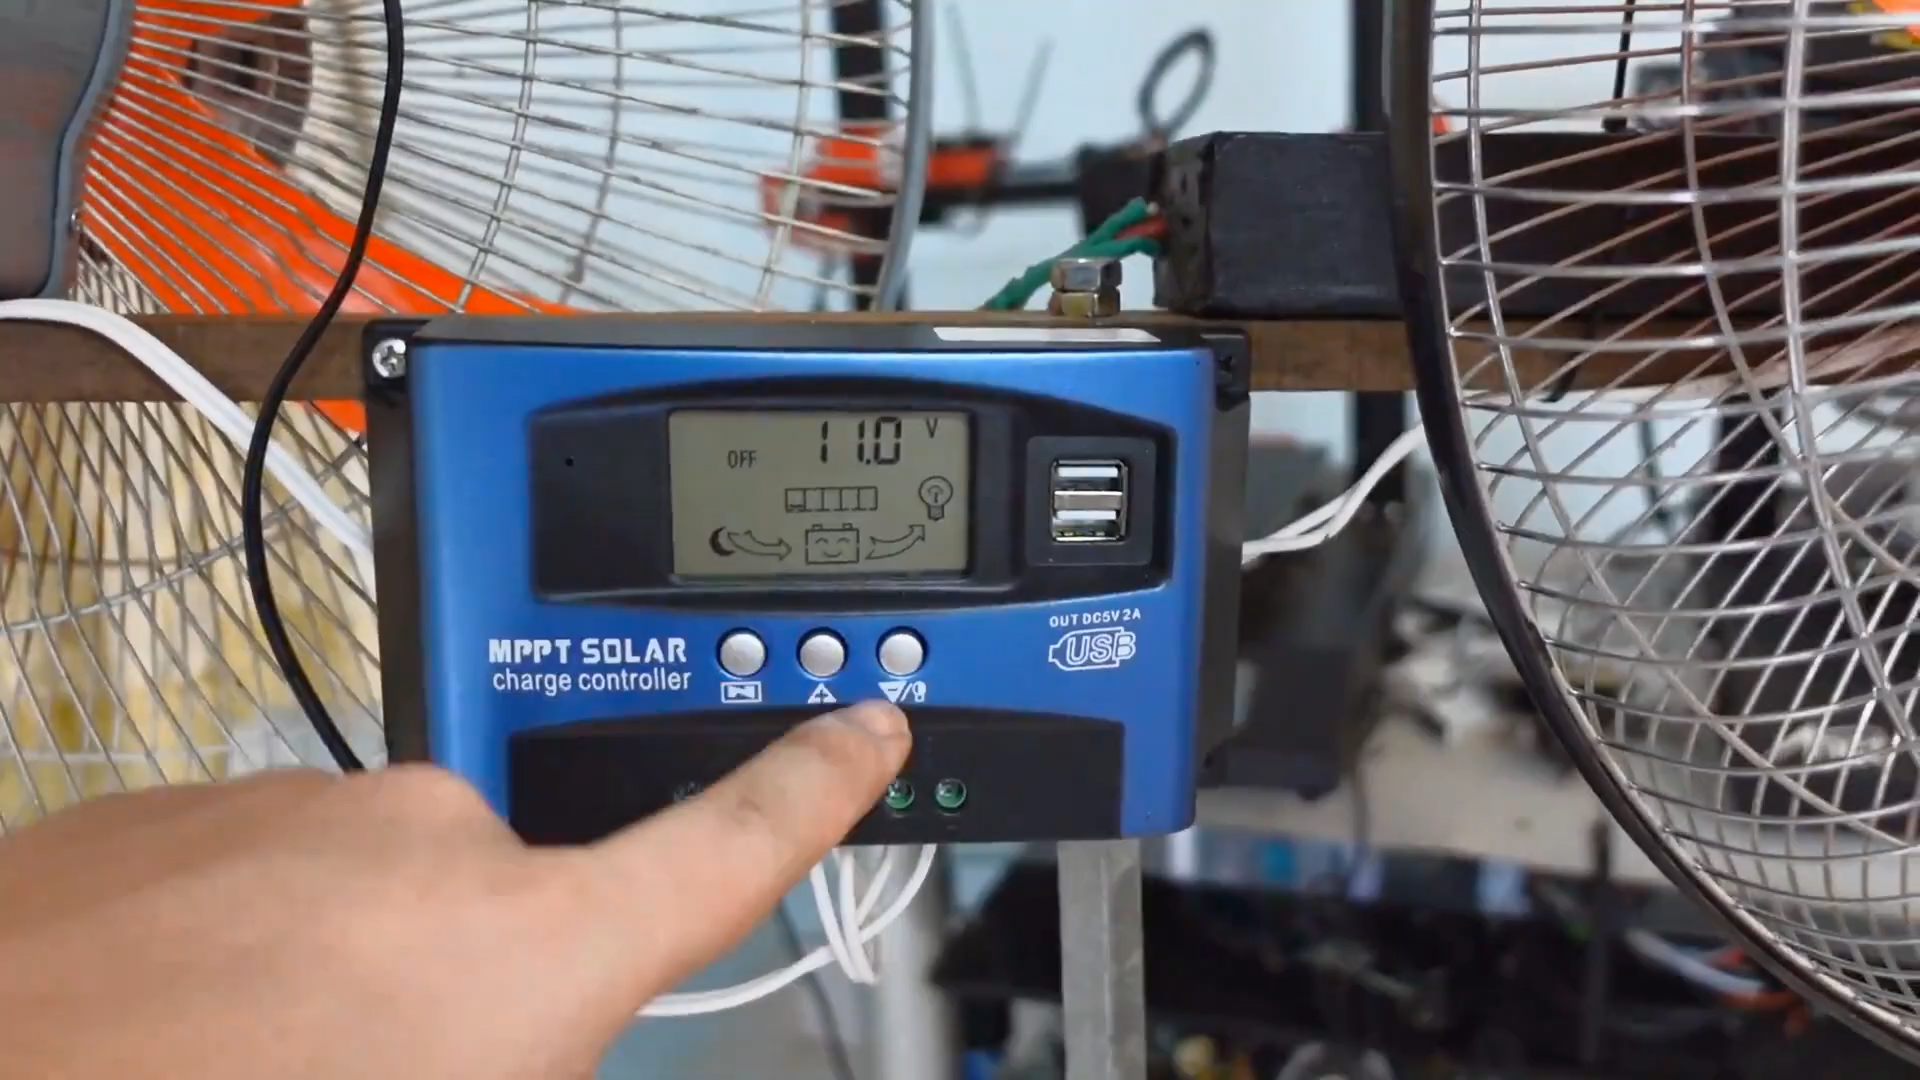 11.0 V
OFF
OUT DC5V 2A
USB
MPPT SOLAR
charge controller